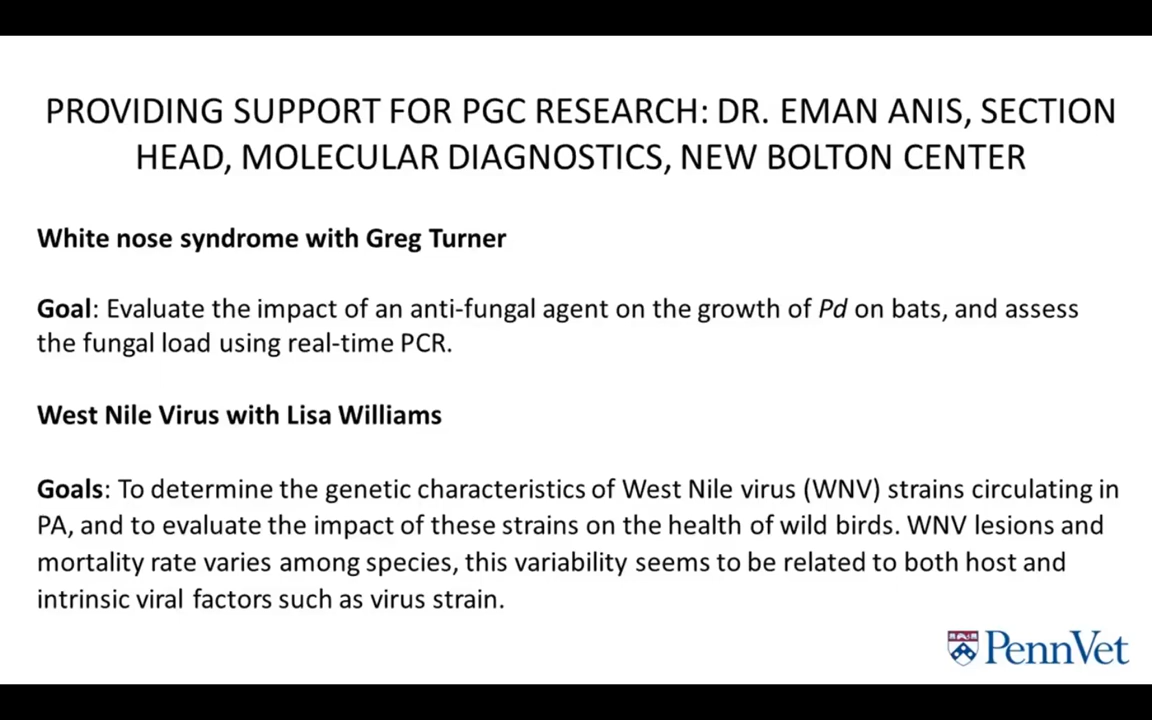 PROVIDING SUPPORT FOR PGC RESEARCH: DR. EMAN ANIS, SECTION
HEAD, MOLECULAR DIAGNOSTICS, NEW BOLTON CENTER
White nose syndrome with Greg Turner
Goal: Evaluate the impact of an anti-fungal agent on the growth of Pd on bats, and assess
the fungal load using real-time PCR.
West Nile Virus with Lisa Williams
Goals: To determine the genetic characteristics of West Nile virus (WNV) strains circulating in
PA, and to evaluate the impact of these strains on the health of wild birds. WNV lesions and
mortality rate varies among species, this variability seems to be related to both host and
intrinsic viral factors such as virus strain.
PennVet